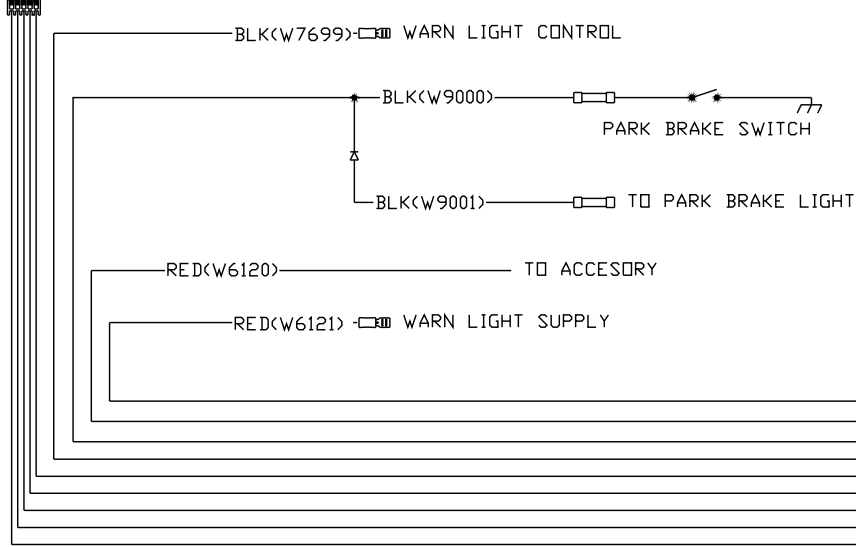 BLK(W7699) WARN LIGHT CONTROL
BLK(W9000)
PARK BRAKE SWITCH
BLK(W9001) TO PARK BRAKE LIGHT
RED(W6120) TO ACCESORY
RED(W6121) WARN LIGHT SUPPLY